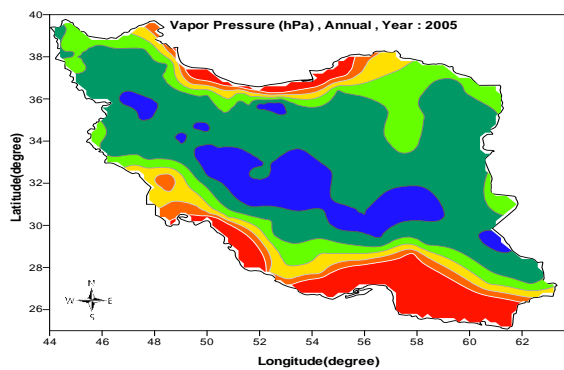 Vapor Pressure (hPa) , Annual , Year : 2005
40
38
36
34
32
30
28
26
Latitude(degree)
N
W E
S
44 46 48 50 52 54 56 58 60 62
Longitude(degree)